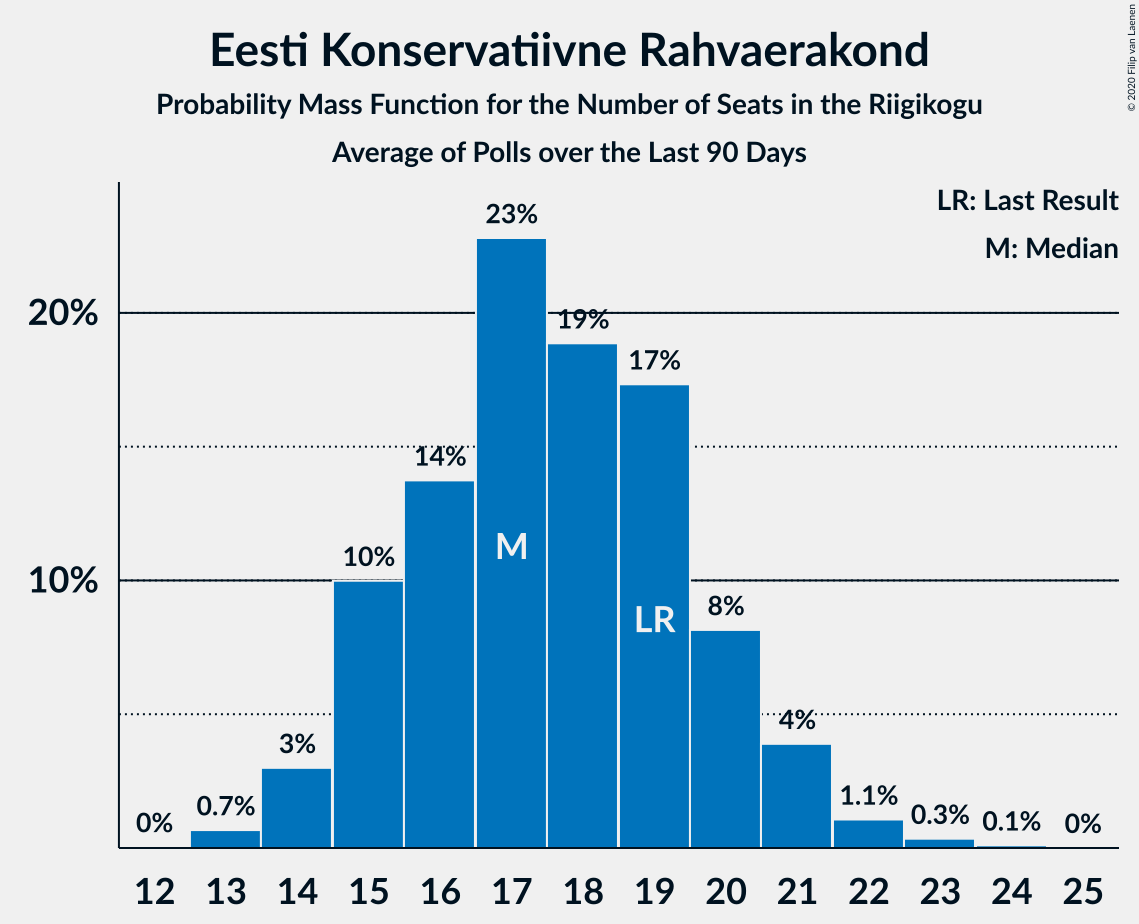 Eesti Konservatiivne Rahvaerakond
Probability Mass Function for the Number of Seats in the Riigikogu
Average of Polls over the Last 90 Days
© 2020 Filip van Laenen
LR: Last Result
M: Median
23%
20%
19%
17%
14%
M
10%
10%
8%
LR
4%
3%
1.1%
0.7%
0.3%
0.1%
0%
0%
12 13 14 15 16 17 18 19 20 21 22 23 24 25